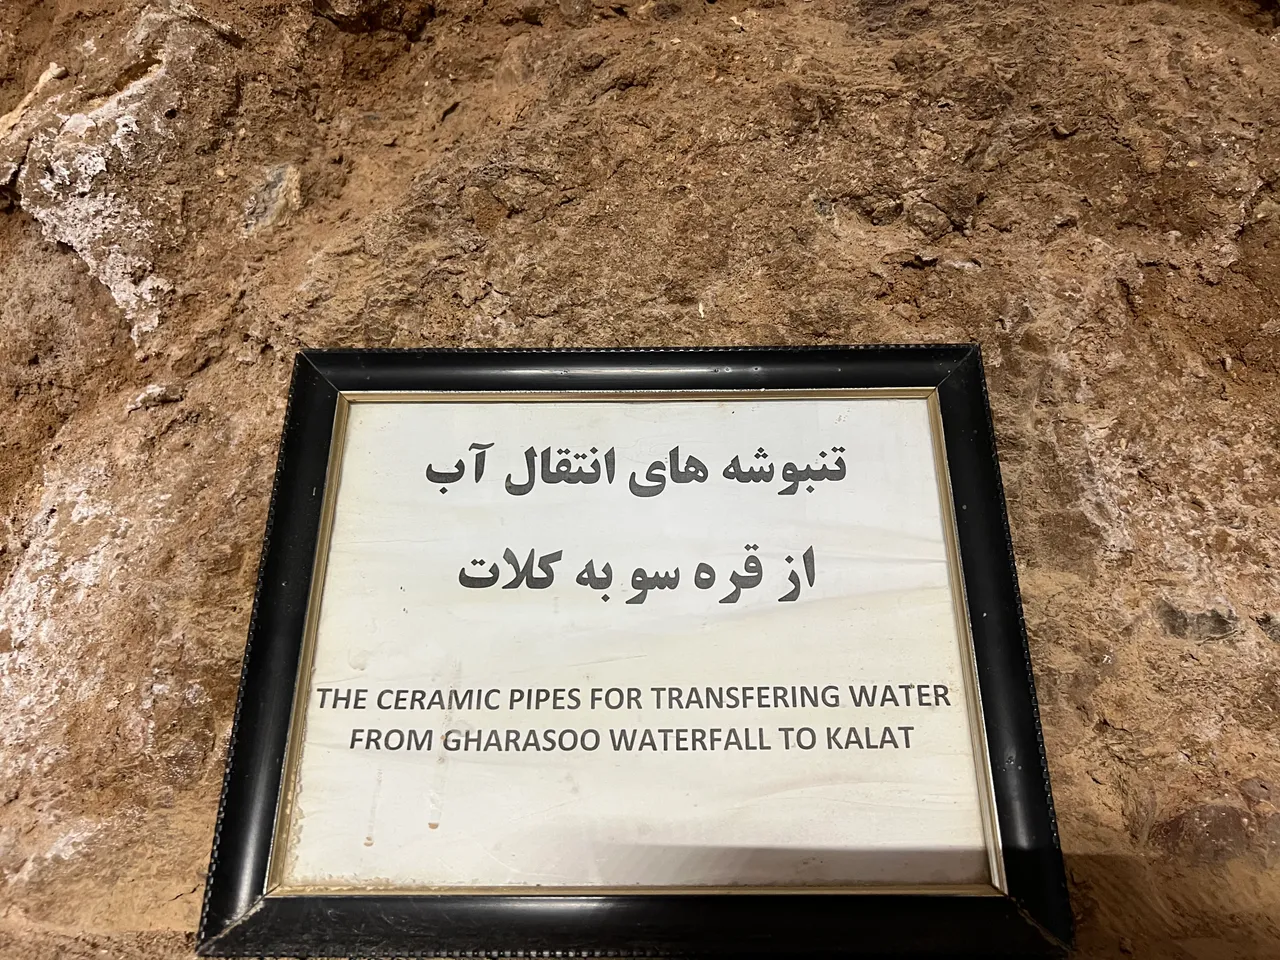 تنبوشه های انتقال آب
از قره سو به کلات
THE CERAMIC PIPES FOR TRANSFERING WATER
FROM GHARASOO WATERFALL TO KALAT